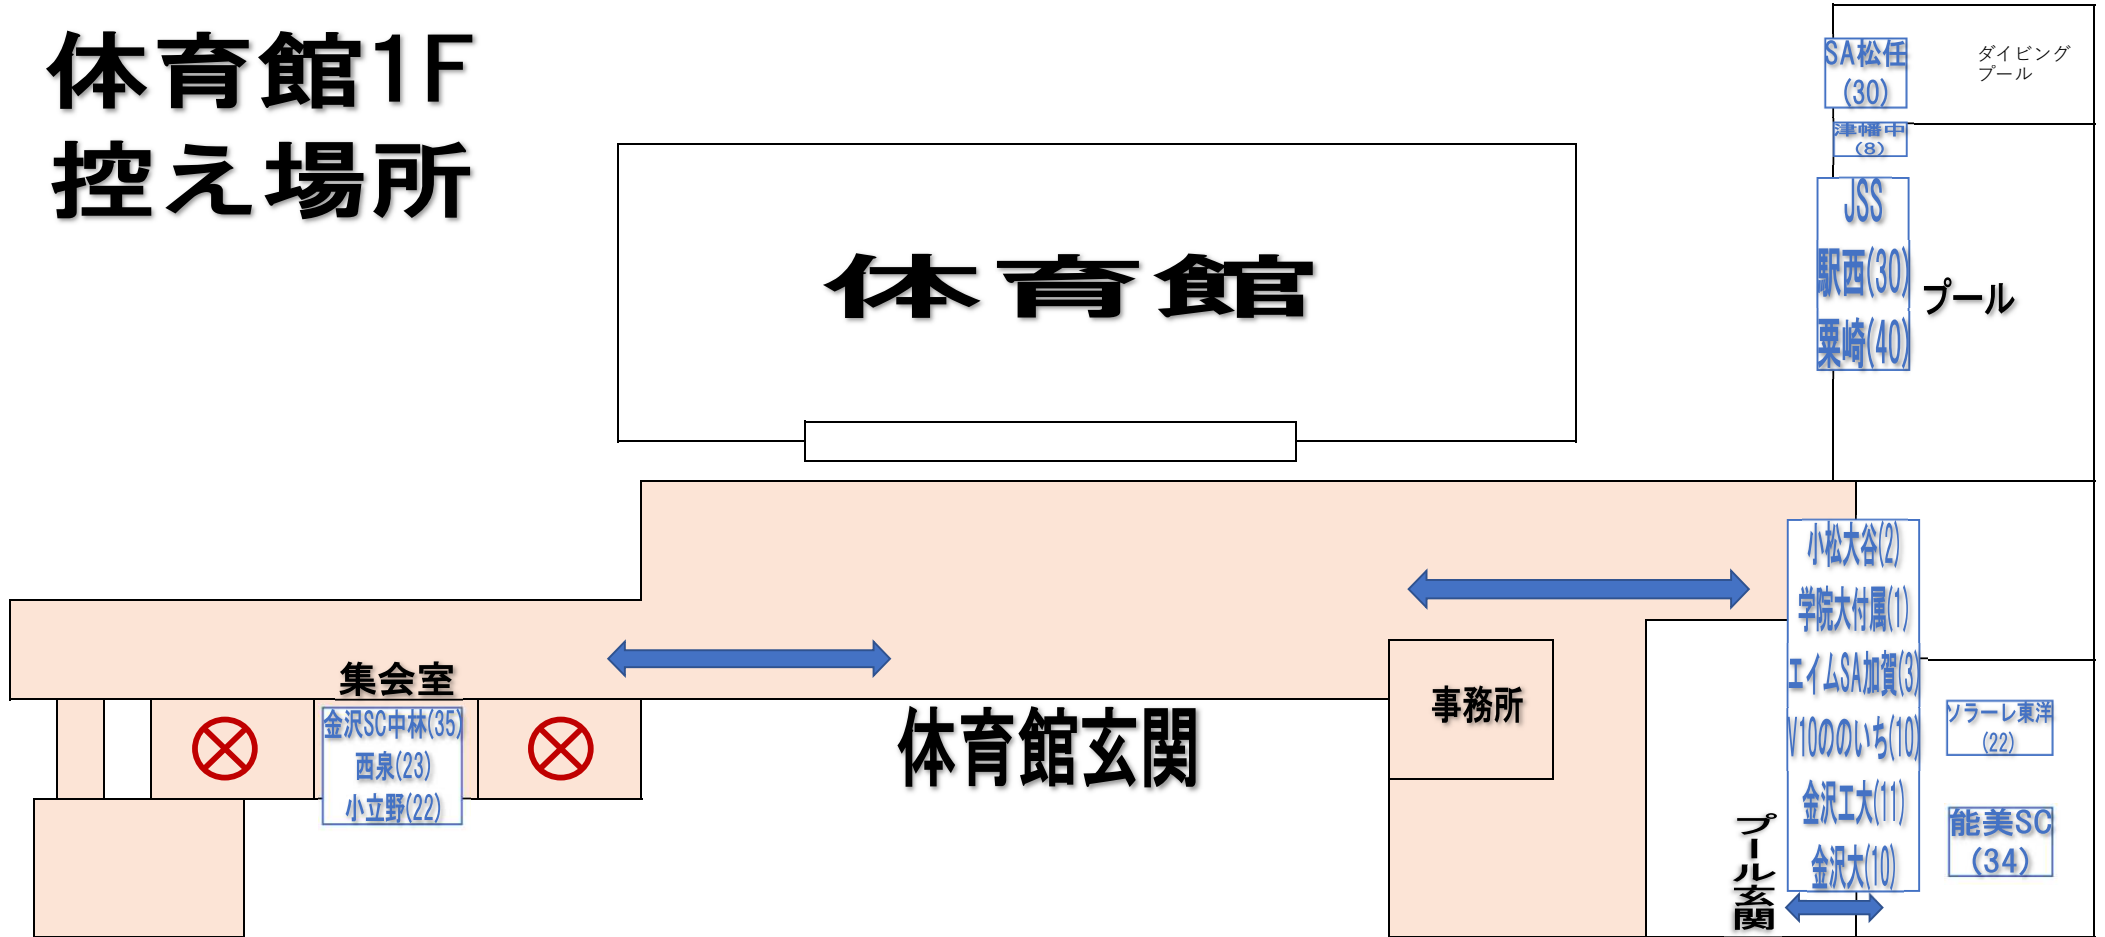 体育館1F
控え場所
体育館
SA松任
(30)
ダイビング
プール
津幡中
(8)
JSS
駅西(30)
粟崎(40)
プール
小松大谷(2)
学院大付属(1)
エイムSA加賀(3)
V10ののいち(10)
金沢工大(11)
金沢大(10)
集会室
金沢SC中林(35)
西泉(23)
小立野(22)
体育館玄関
事務所
プール玄関
ソラーレ東洋
(22)
能美SC
(34)